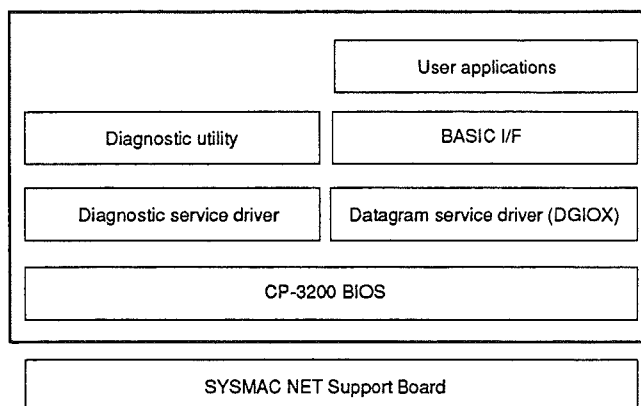 User applications
Diagnostic utility
BASIC I/F
Diagnostic service driver
Datagram service driver (DGIOX)
CP-3200 BIOS
SYSMAC NET Support Board